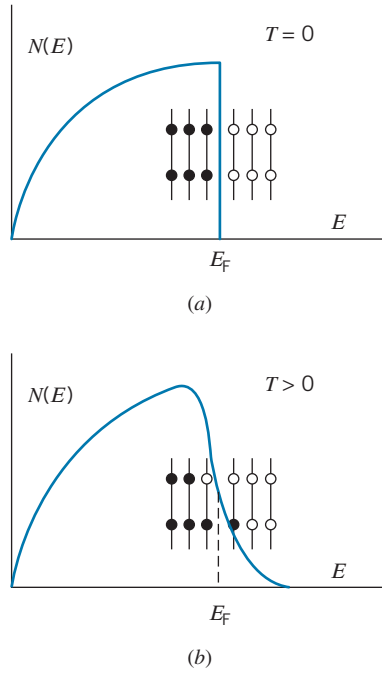 N(E)
T = 0
E
E_F
(a)
N(E)
T > 0
E
E_F
(b)